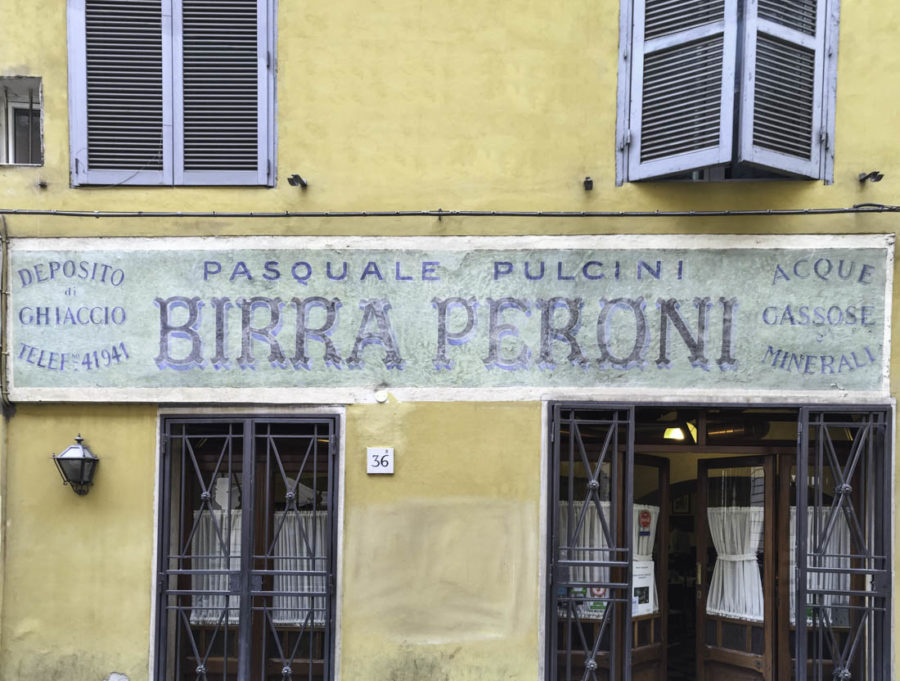 PASQUALE PULCINI
BIRRA PERONI
DEPOSITO
di
GHIACCIO
TELEF.no 41941
ACQUE
GASSOSE
e
MINERALI
36